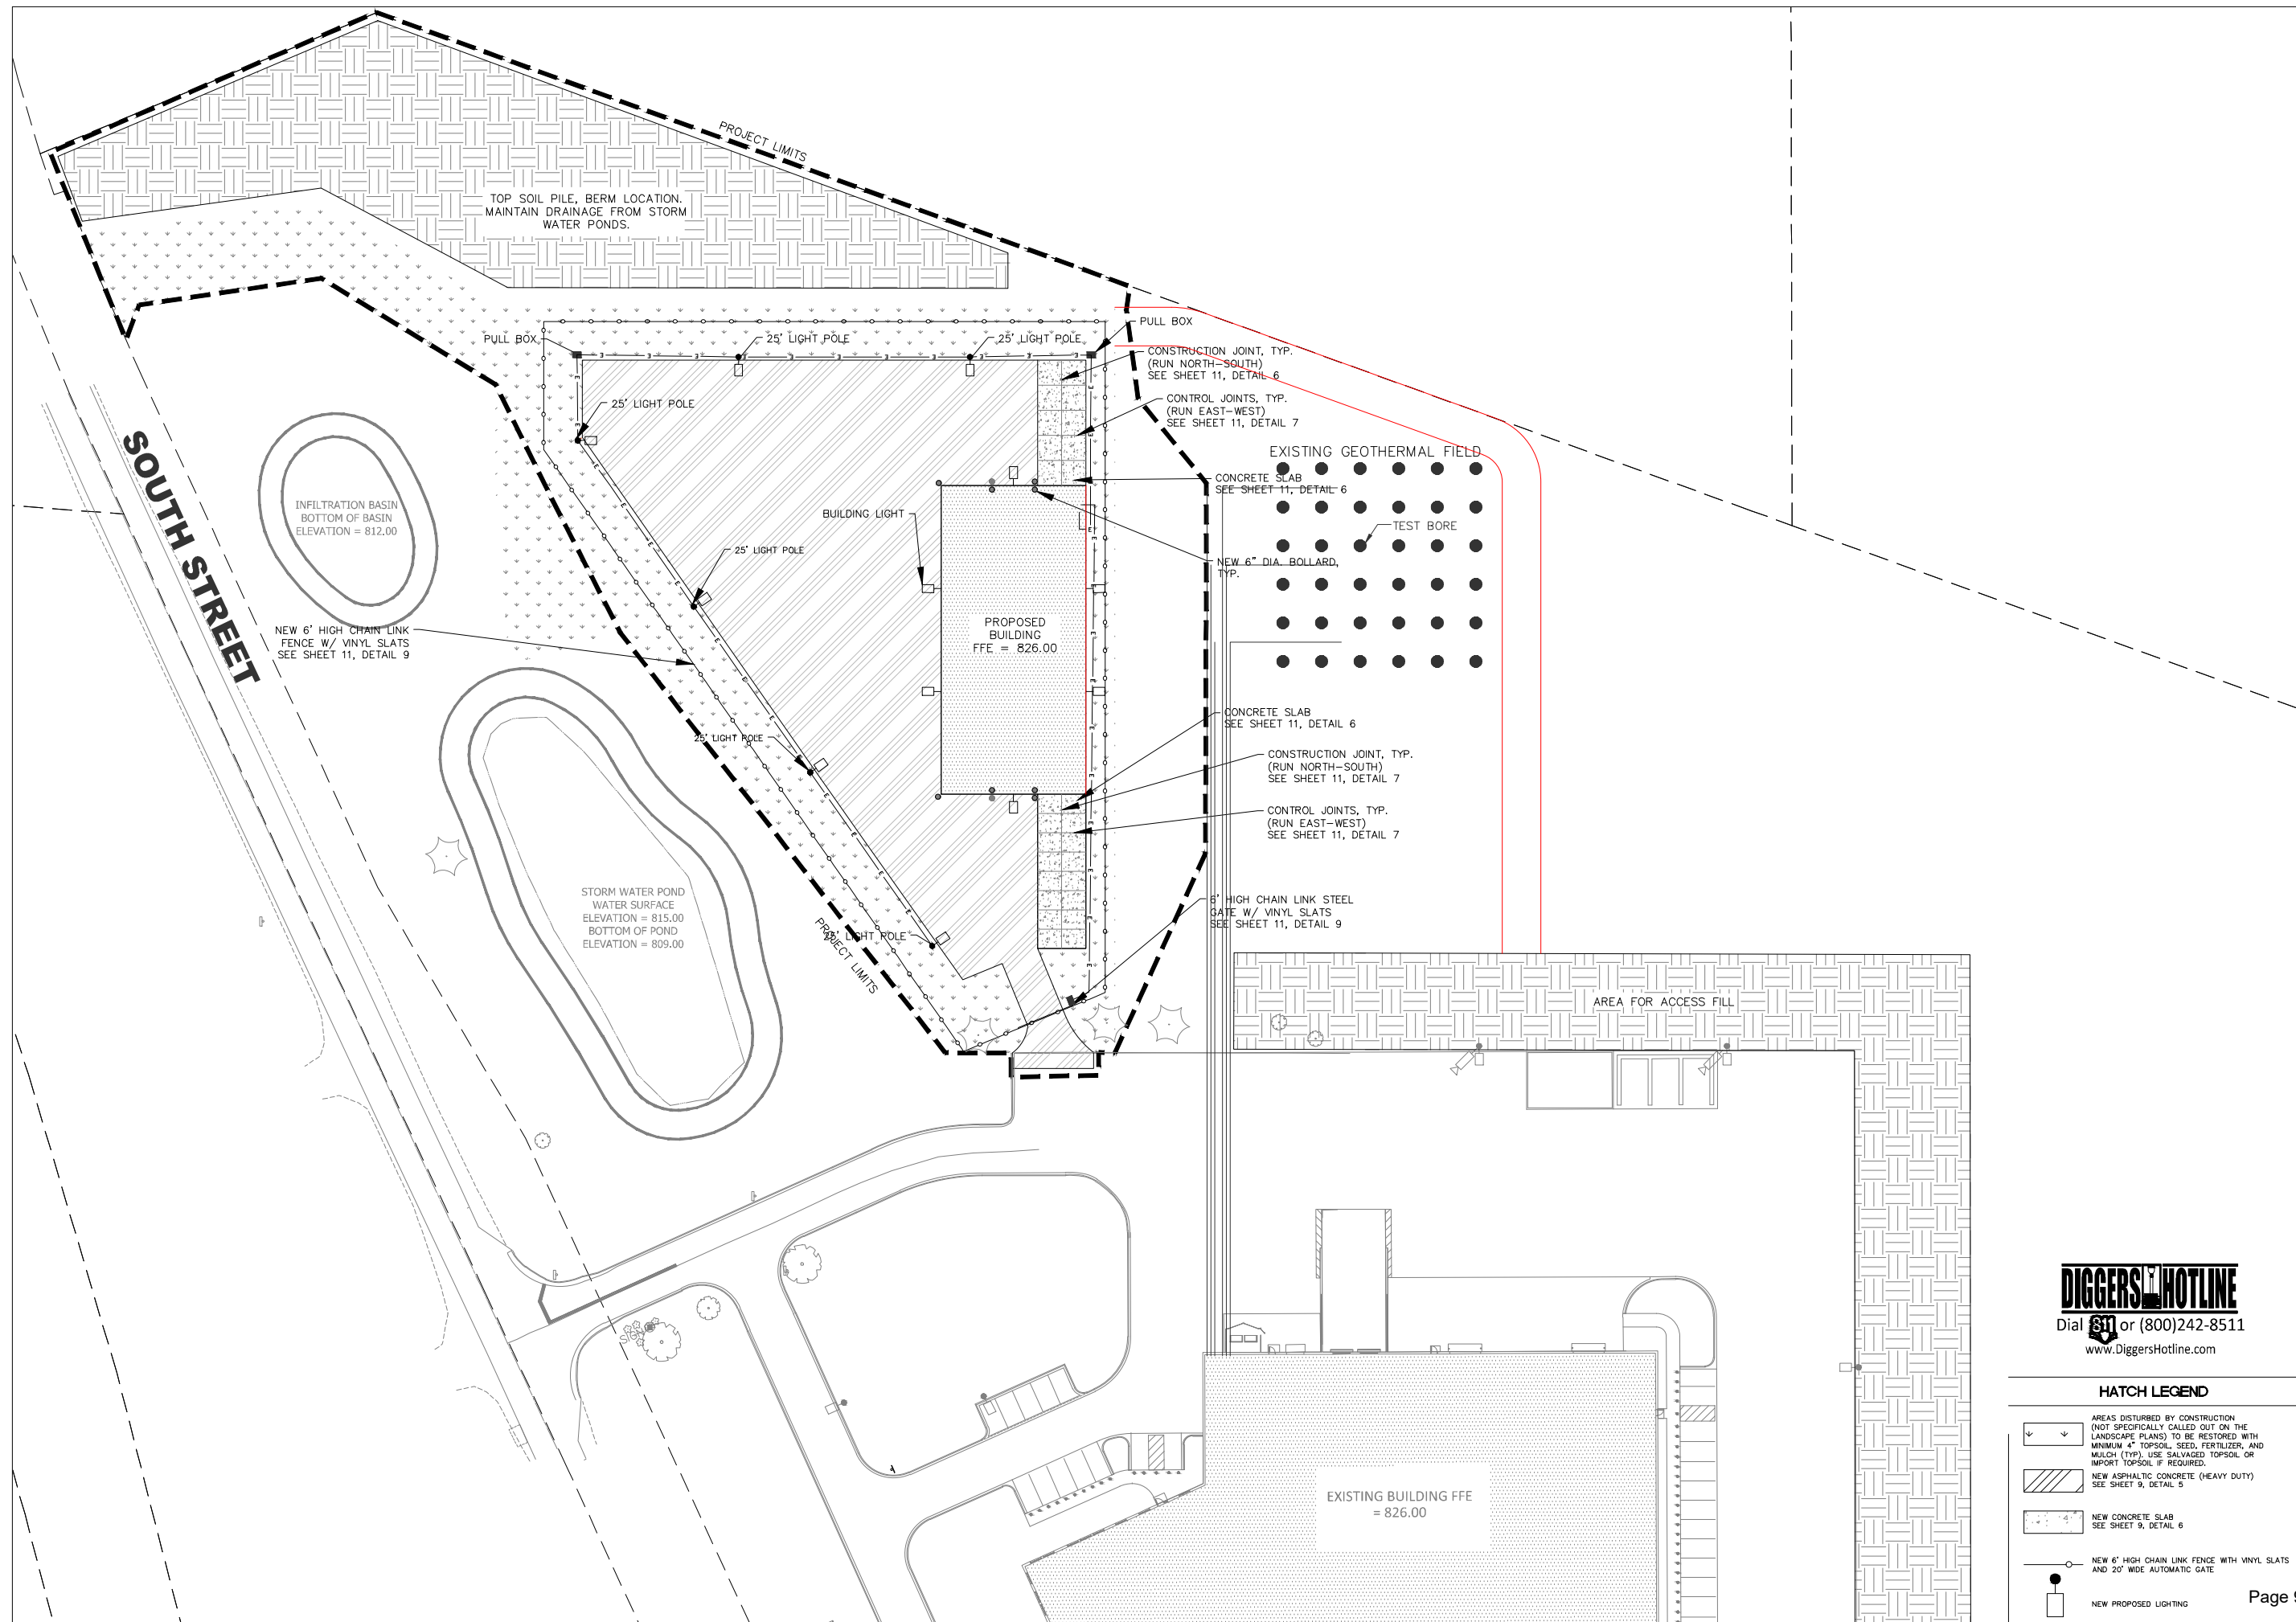 PROJECT LIMITS
TOP SOIL PILE, BERM LOCATION.
MAINTAIN DRAINAGE FROM STORM
WATER PONDS.
PULL BOX
25' LIGHT POLE
25' LIGHT POLE
PULL BOX
CONSTRUCTION JOINT, TYP.
(RUN NORTH-SOUTH)
SEE SHEET 11, DETAIL 6
CONTROL JOINTS, TYP.
(RUN EAST-WEST)
SEE SHEET 11, DETAIL 7
25' LIGHT POLE
EXISTING GEOTHERMAL FIELD
CONCRETE SLAB
SEE SHEET 11, DETAIL 6
SOUTH STREET
INFILTRATION BASIN
BOTTOM OF BASIN
ELEVATION = 812.00
BUILDING LIGHT
TEST BORE
25' LIGHT POLE
NEW 6" DIA. BOLLARD,
TYP.
NEW 6' HIGH CHAIN LINK
FENCE W/ VINYL SLATS
SEE SHEET 11, DETAIL 9
PROPOSED
BUILDING
FFE = 826.00
25' LIGHT POLE
CONCRETE SLAB
SEE SHEET 11, DETAIL 6
CONSTRUCTION JOINT, TYP.
(RUN NORTH-SOUTH)
SEE SHEET 11, DETAIL 7
CONTROL JOINTS, TYP.
(RUN EAST-WEST)
SEE SHEET 11, DETAIL 7
STORM WATER POND
WATER SURFACE
ELEVATION = 815.00
BOTTOM OF POND
ELEVATION = 809.00
25' LIGHT POLE
PROJECT LIMITS
6' HIGH CHAIN LINK STEEL
GATE W/ VINYL SLATS
SEE SHEET 11, DETAIL 9
AREA FOR ACCESS FILL
SIGN
EXISTING BUILDING FFE
= 826.00
DIGGERS HOTLINE
Dial 811 or (800)242-8511
www.DiggersHotline.com
HATCH LEGEND
AREAS DISTURBED BY CONSTRUCTION
(NOT SPECIFICALLY CALLED OUT ON THE
LANDSCAPE PLANS) TO BE RESTORED WITH
MINIMUM 4" TOPSOIL, SEED, FERTILIZER, AND
MULCH (TYP). USE SALVAGED TOPSOIL OR
IMPORT TOPSOIL IF REQUIRED.
NEW ASPHALTIC CONCRETE (HEAVY DUTY)
SEE SHEET 9, DETAIL 5
NEW CONCRETE SLAB
SEE SHEET 9, DETAIL 6
NEW 6' HIGH CHAIN LINK FENCE WITH VINYL SLATS
AND 20' WIDE AUTOMATIC GATE
NEW PROPOSED LIGHTING
Page